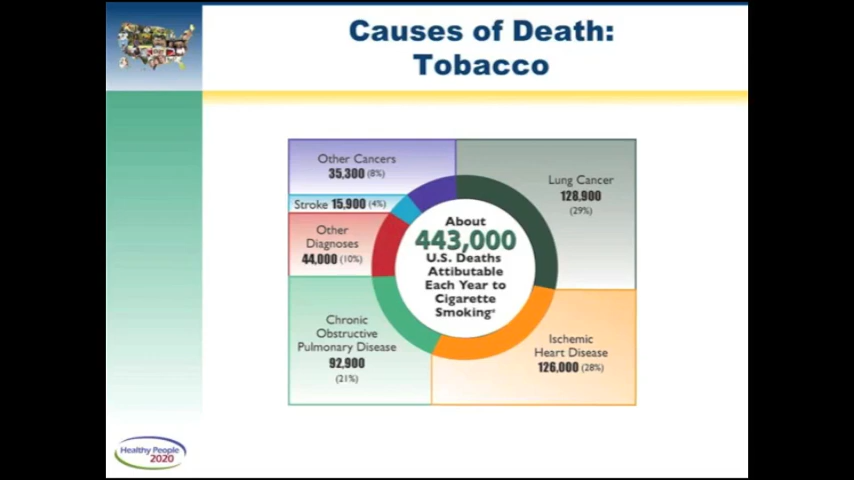 Causes of Death:
Tobacco
Other Cancers
35,300 (8%)
Stroke 15,900 (4%)
Other
Diagnoses
44,000 (10%)
Chronic
Obstructive
Pulmonary Disease
92,900
(21%)
About
443,000
U.S. Deaths
Attibutable
Each Year to
Cigarette
Smoking*
Lung Cancer
128,900
(29%)
Ischemic
Heart Disease
126,000 (28%)
Healthy People
2020